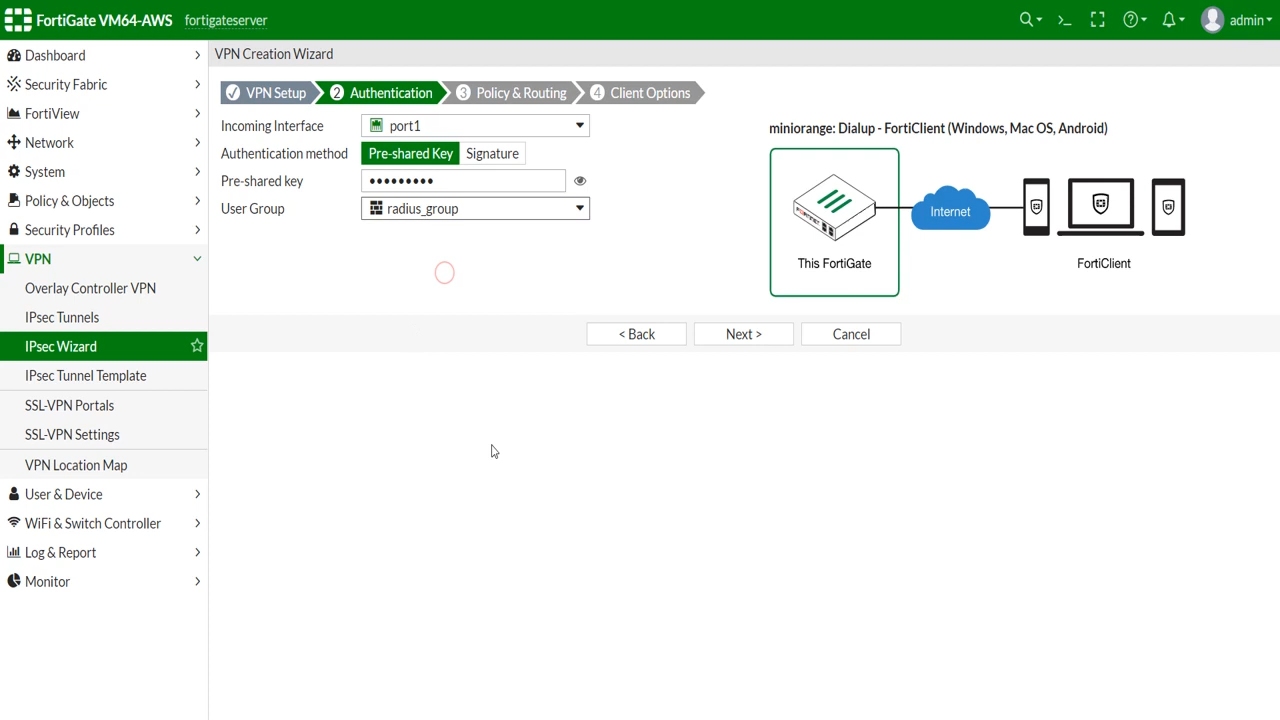 FortiGate VM64-AWS fortigateserver admin
Dashboard
Security Fabric
FortiView
Network
System
Policy & Objects
Security Profiles
VPN
Overlay Controller VPN
IPsec Tunnels
IPsec Wizard
IPsec Tunnel Template
SSL-VPN Portals
SSL-VPN Settings
VPN Location Map
User & Device
WiFi & Switch Controller
Log & Report
Monitor
VPN Creation Wizard
VPN Setup 2 Authentication 3 Policy & Routing 4 Client Options
Incoming Interface port1
Authentication method Pre-shared Key Signature
Pre-shared key •••••••••
User Group radius_group
miniorange: Dialup - FortiClient (Windows, Mac OS, Android)
Internet
This FortiGate FortiClient
< Back Next > Cancel